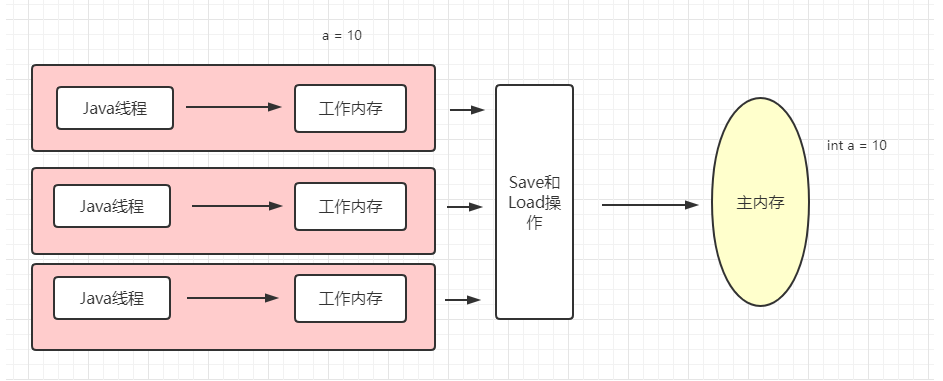 a = 10
Java线程
工作内存
Java线程
工作内存
Java线程
工作内存
Save和
Load操
作
主内存
int a = 10